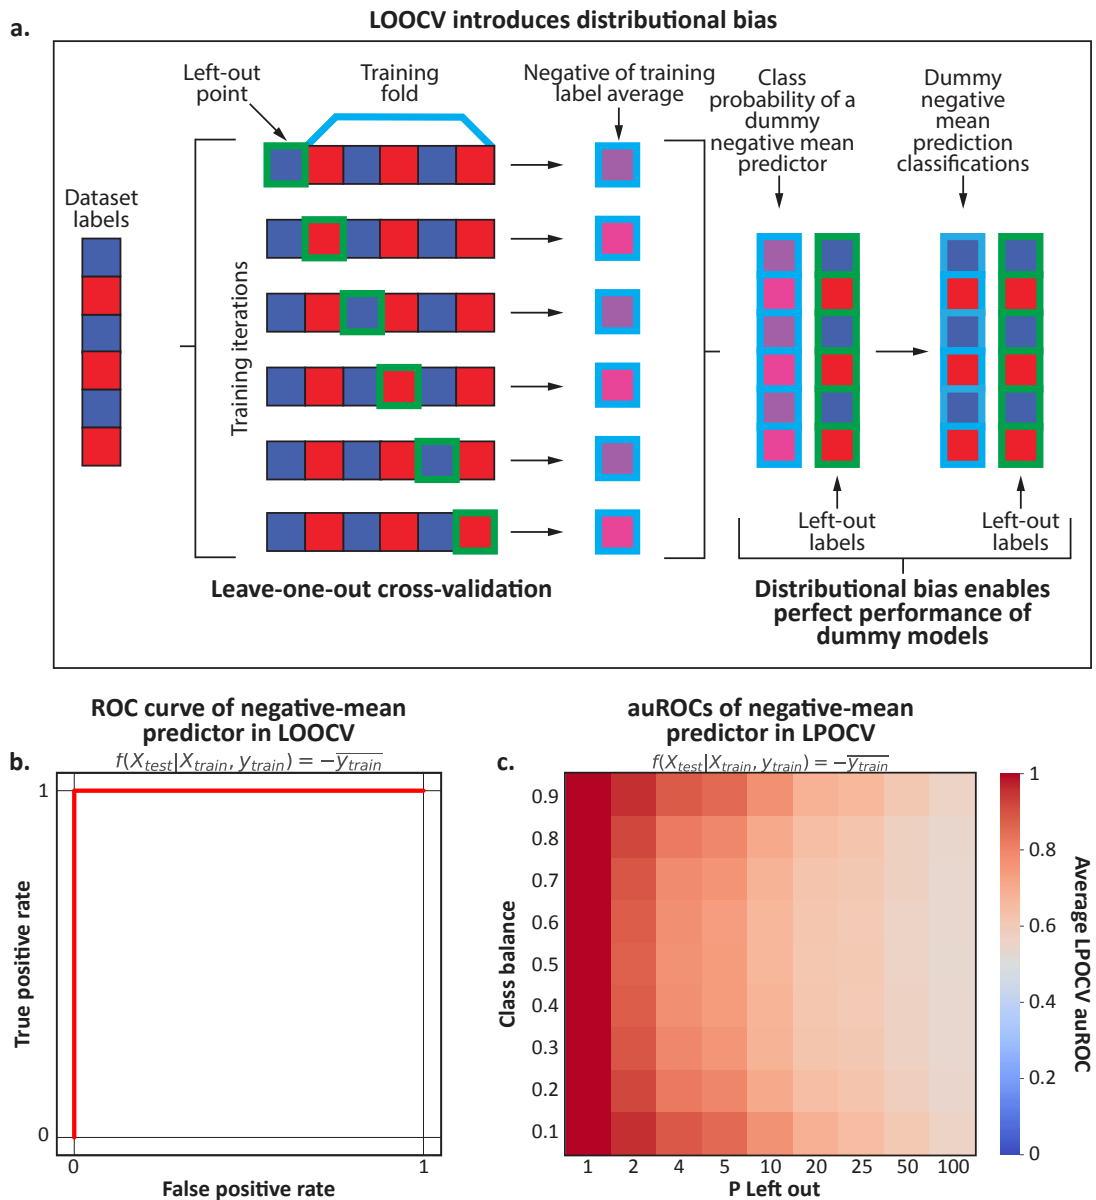 a.
LOOCV introduces distributional bias
Left-out
point
Training
fold
Negative of training
label average
Class
probability of a
dummy
negative mean
predictor
Dummy
negative
mean
prediction
classifications
Dataset
labels
Training iterations
Left-out
labels
Left-out
labels
Leave-one-out cross-validation
Distributional bias enables
perfect performance of
dummy models
ROC curve of negative-mean
predictor in LOOCV
b.
f(X_test|X_train, y_train) = −y̅_train
1
0
True positive rate
0
1
False positive rate
auROCs of negative-mean
predictor in LPOCV
c.
f(X_test|X_train, y_train) = −y̅_train
Class balance
0.9
0.8
0.7
0.6
0.5
0.4
0.3
0.2
0.1
1 2 4 5 10 20 25 50 100
P Left out
1
0.8
0.6
0.4
0.2
0
Average LPOCV auROC